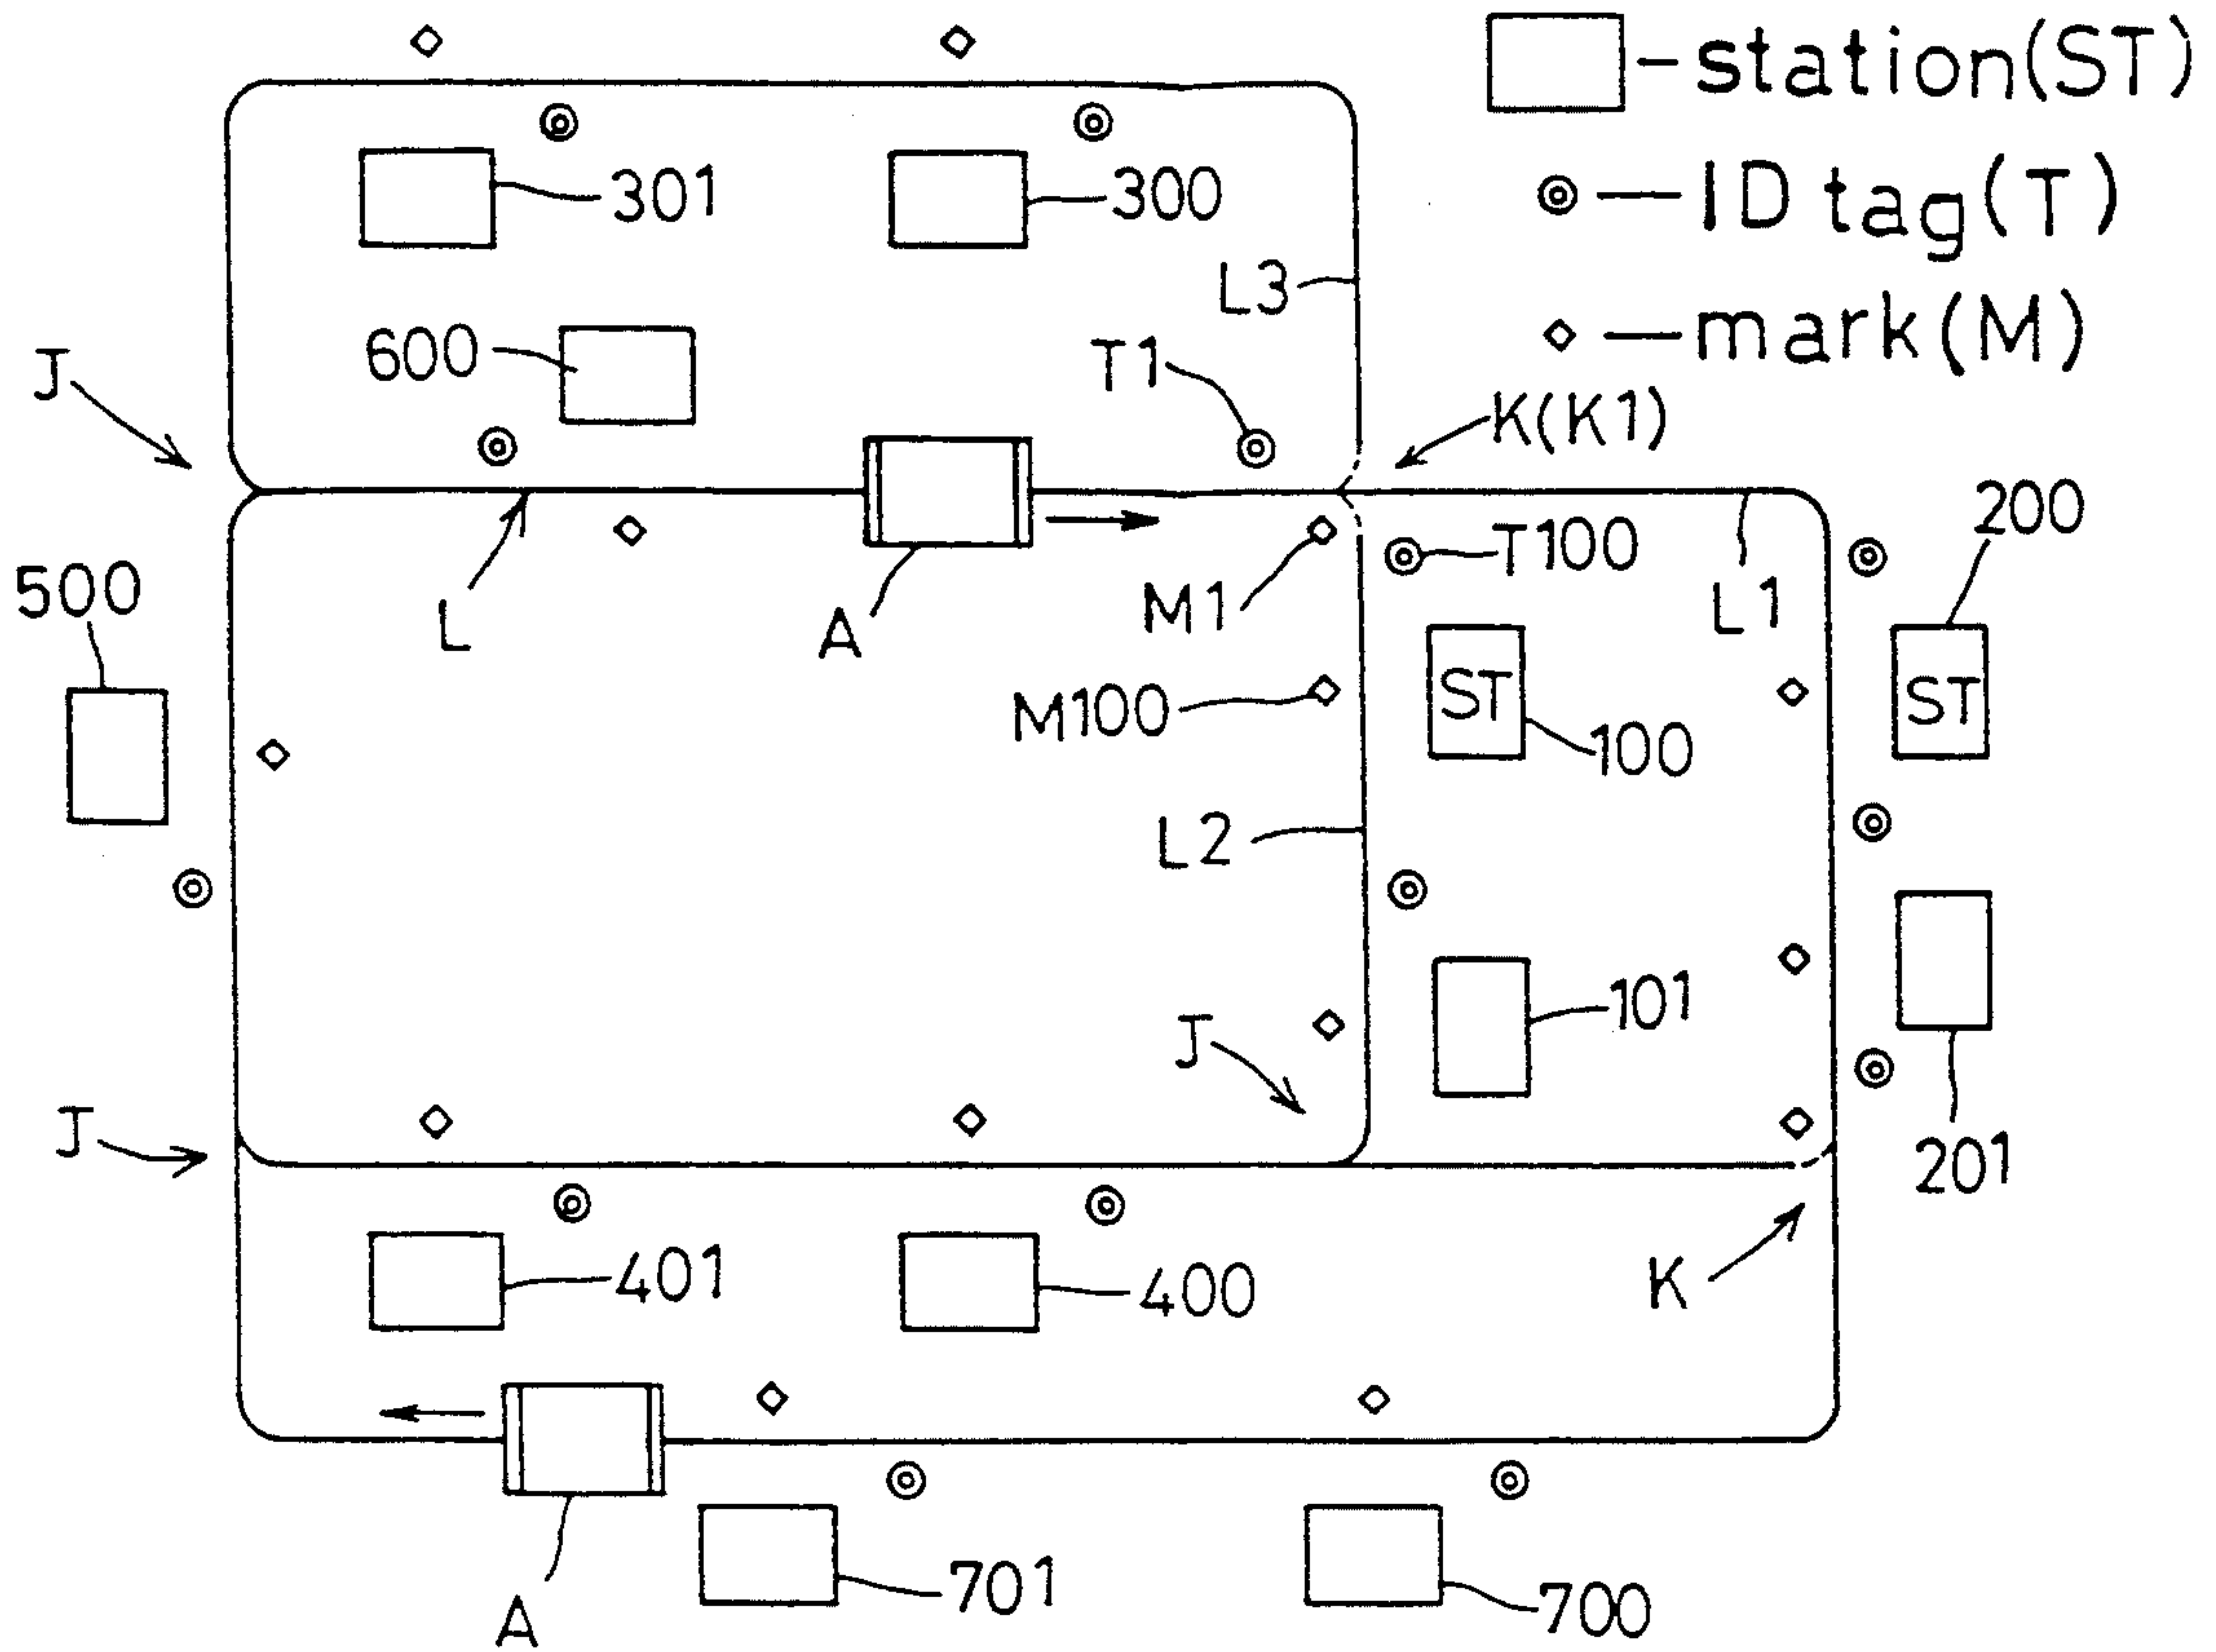 station(ST)
ID tag(T)
mark(M)
301
300
L3
600
T1
J
K(K1)
200
T100
500
L
A
M1
L1
ST
ST
M100
100
L2
101
J
J
201
401
400
K
701
700
A